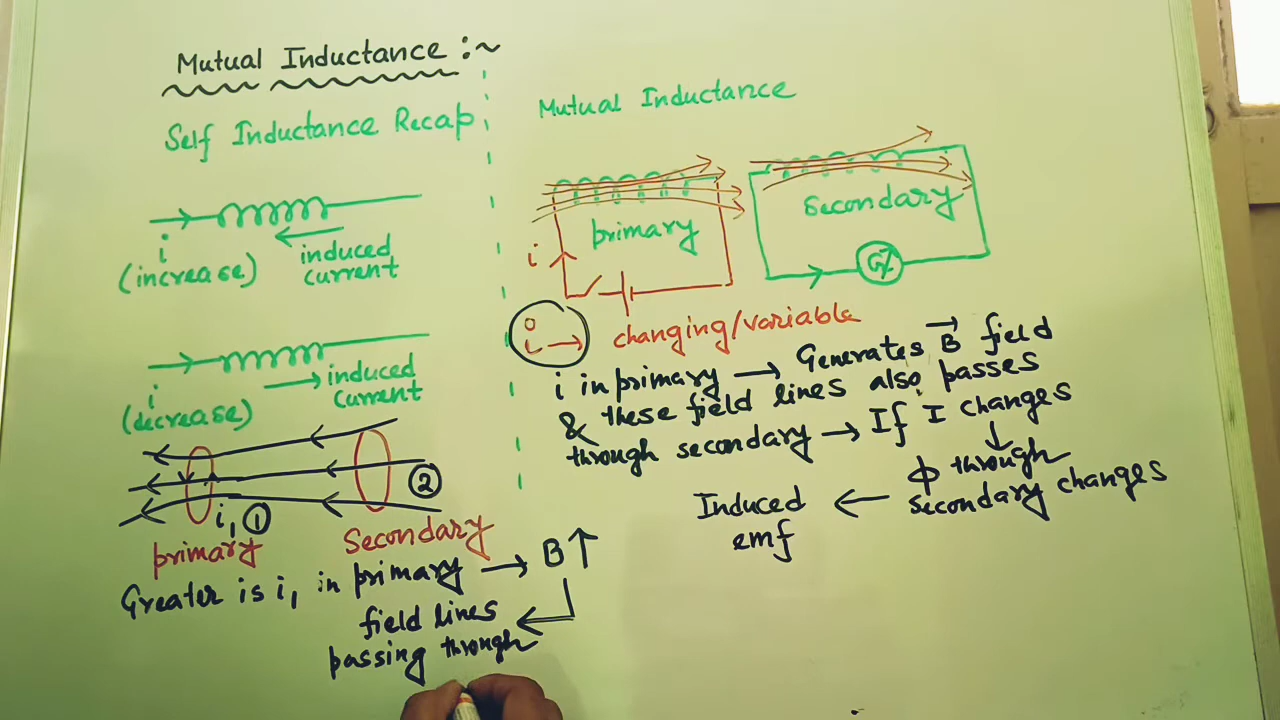 Mutual Inductance :~
Self Inductance Recap
i
(increase)
induced
current
i
(decrease)
induced
current
i₁ ①
②
primary
Secondary
Greater is i₁ in primary → B↑
field lines
passing through
Mutual Inductance
primary
Secondary
i
G
i → changing/variable
i in primary → Generates B⃗ field
& these field lines also passes
through secondary → If I changes
↓
ϕ through
secondary changes
← Induced
emf